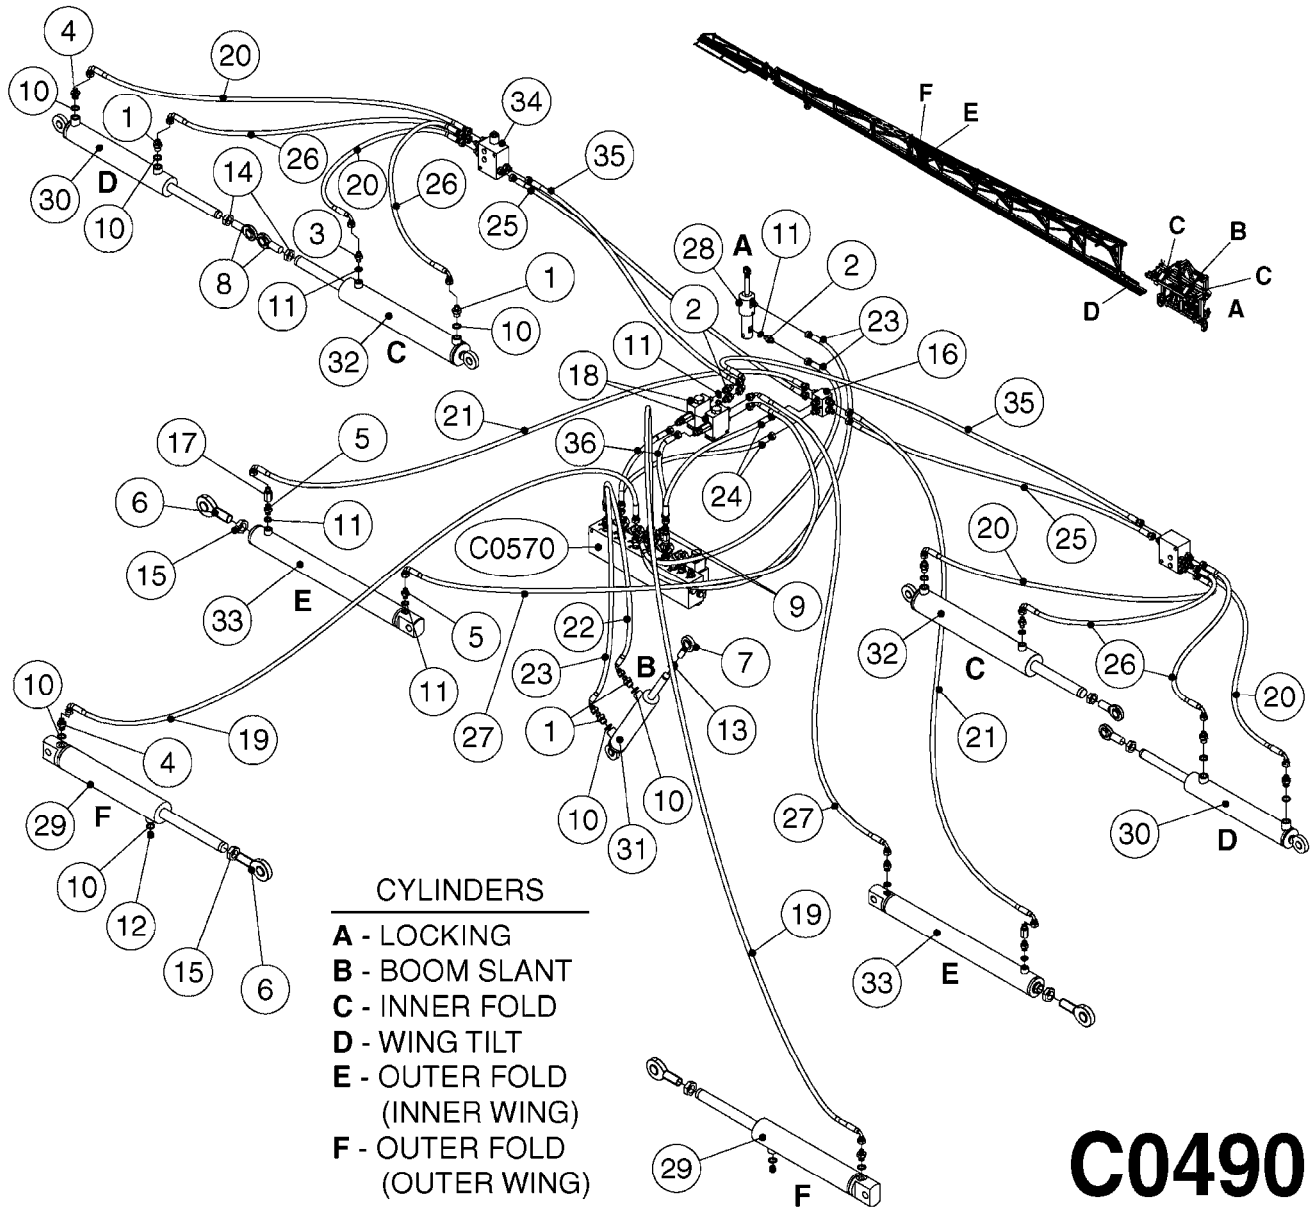 4
20
10
1
34
35
F
E
26
14
20
26
25
30
D
10
3
8
11
1
32
C
10
28
A
11
2
2
23
C
B
C
D
A
11
18
16
21
35
17
5
36
6
11
24
20
25
15
C0570
9
33
E
5
22
32
C
26
23
B
7
10
11
20
19
27
1
13
21
4
29
F
10
10
31
27
30
D
10
12
15
6
19
33
E
CYLINDERS
A - LOCKING
B - BOOM SLANT
C - INNER FOLD
D - WING TILT
E - OUTER FOLD
(INNER WING)
F - OUTER FOLD
(OUTER WING)
29
F
C0490